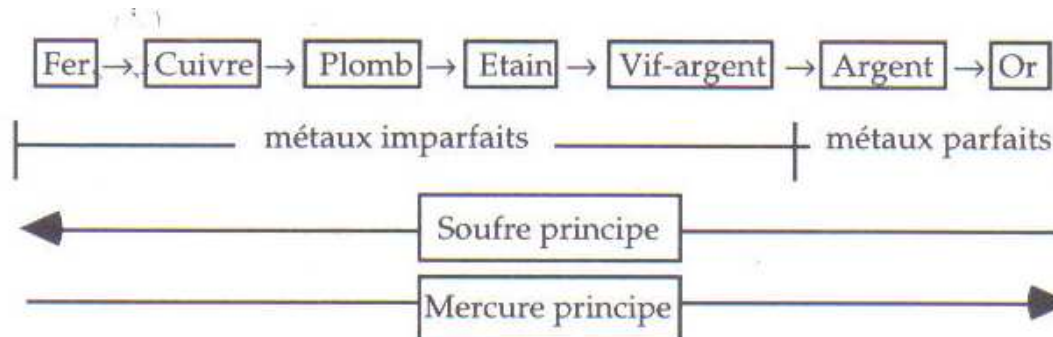 Fer → Cuivre → Plomb → Etain → Vif-argent → Argent → Or
métaux imparfaits métaux parfaits
Soufre principe
Mercure principe